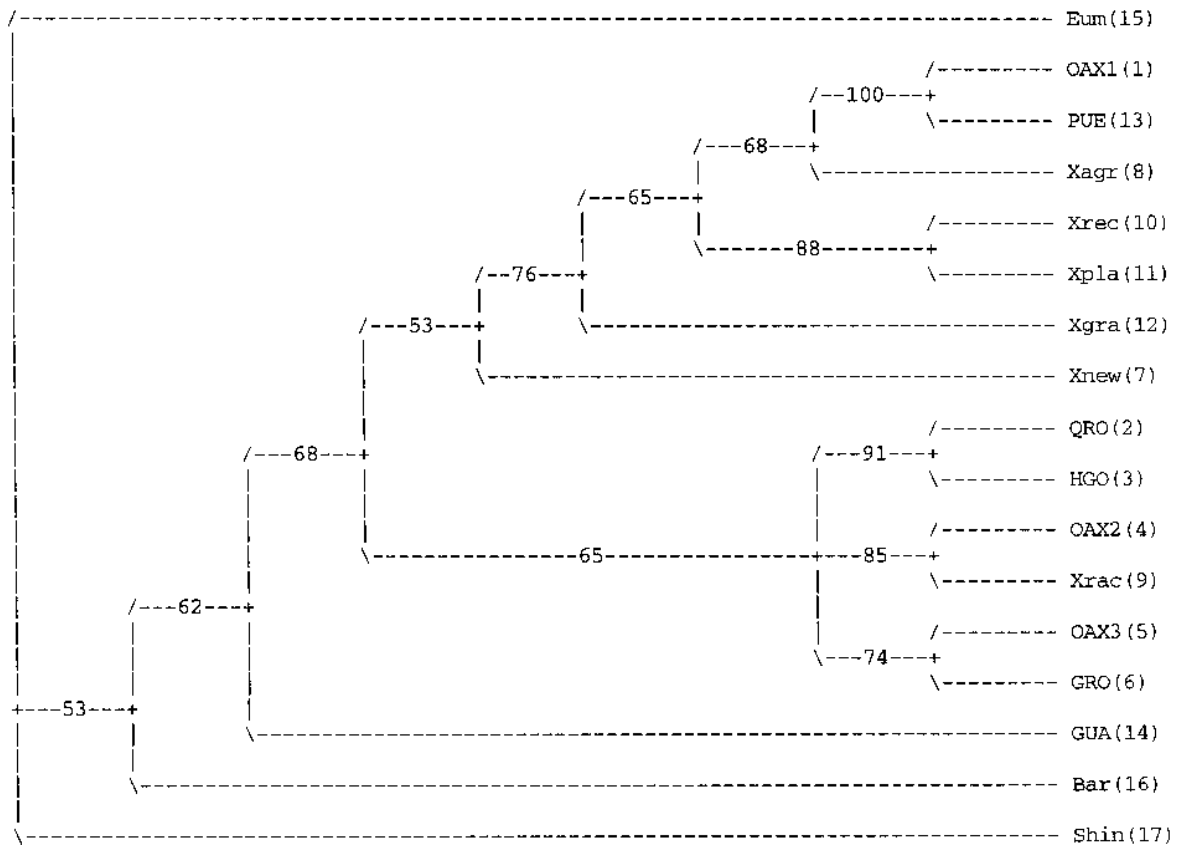 Eum(15)
OAX1(1)
100
PUE(13)
68
Xagr(8)
65
Xrec(10)
88
Xpla(11)
76
Xgra(12)
53
Xnew(7)
QRO(2)
68
91
HGO(3)
OAX2(4)
65
85
Xrac(9)
62
OAX3(5)
74
GRO(6)
53
GUA(14)
Bar(16)
Shin(17)